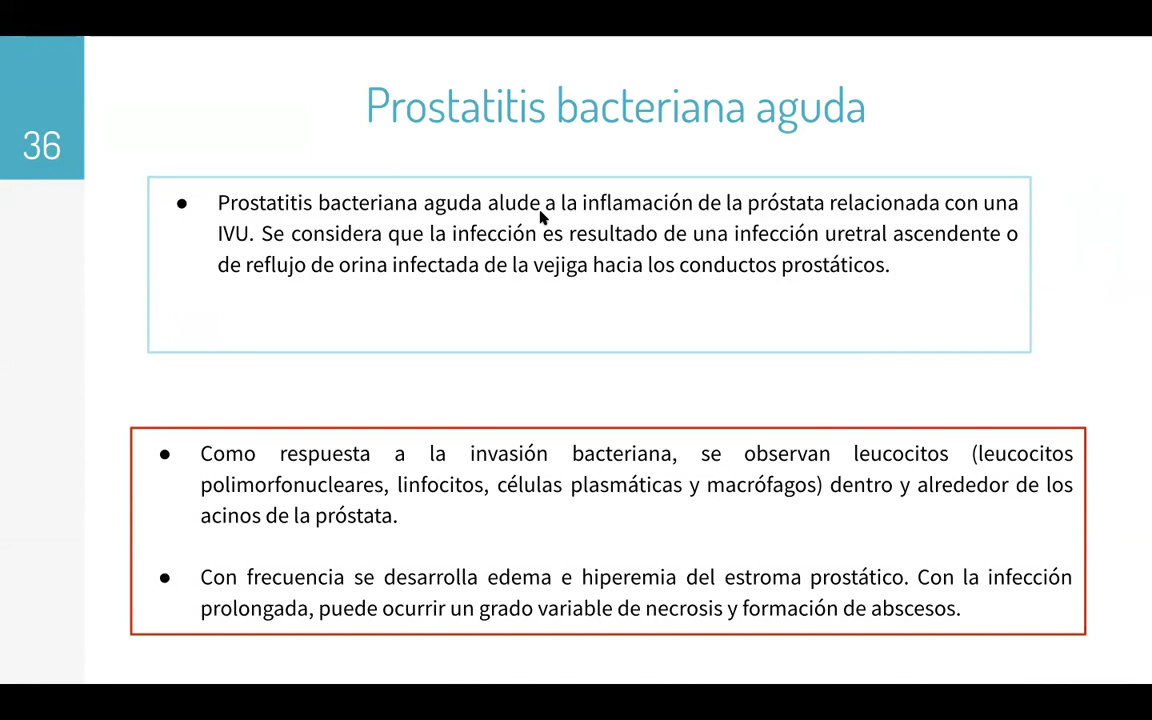 Prostatitis bacteriana aguda
36
● Prostatitis bacteriana aguda alude a la inflamación de la próstata relacionada con una
IVU. Se considera que la infección es resultado de una infección uretral ascendente o
de reflujo de orina infectada de la vejiga hacia los conductos prostáticos.
● Como respuesta a la invasión bacteriana, se observan leucocitos (leucocitos
polimorfonucleares, linfocitos, células plasmáticas y macrófagos) dentro y alrededor de los
acinos de la próstata.
● Con frecuencia se desarrolla edema e hiperemia del estroma prostático. Con la infección
prolongada, puede ocurrir un grado variable de necrosis y formación de abscesos.